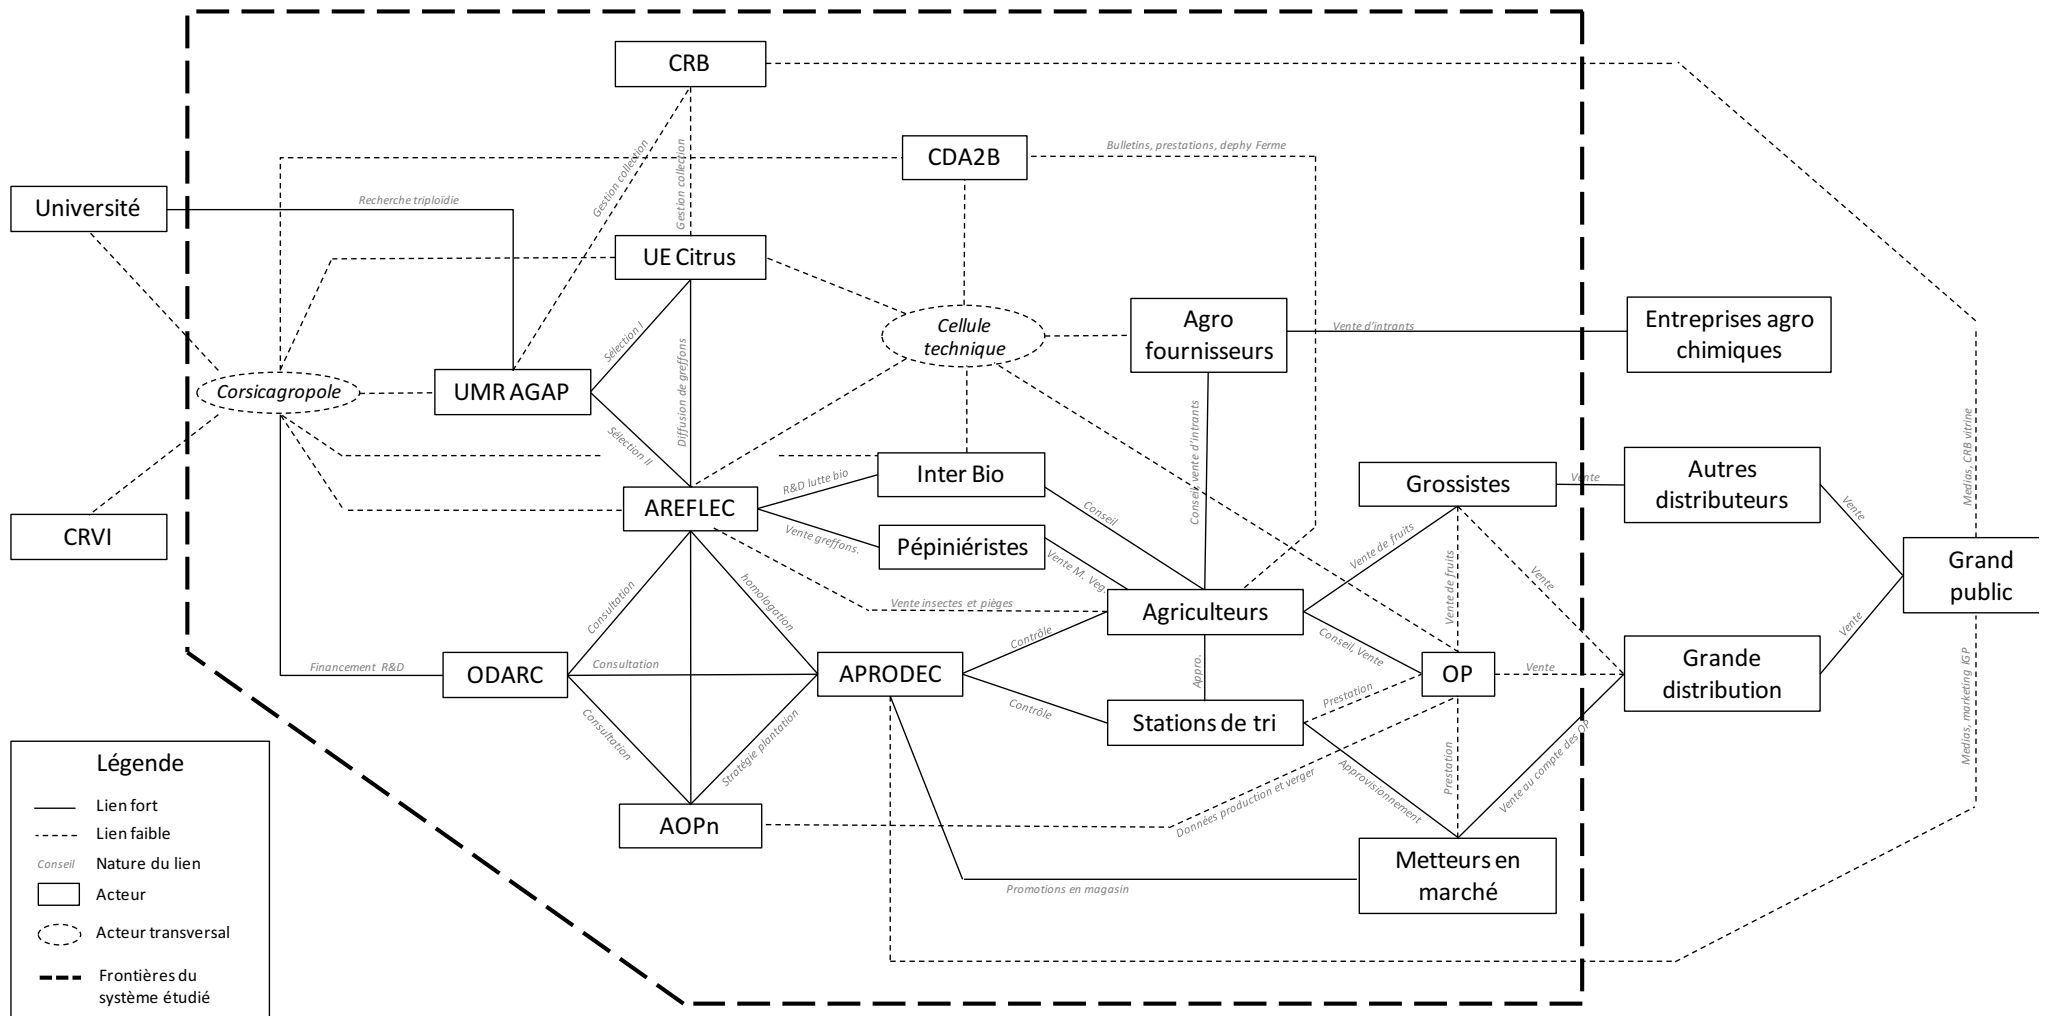 CRB
CDA2B
Bulletins, prestations, dephy Ferme
Gestion collection
Gestion collection
Université
Recherche triploïdie
UE Citrus
Cellule
technique
Agro
fournisseurs
Vente d'intrants
Entreprises agro
chimiques
Sélection I
Diffusion de greffons
Corsicagropole
UMR AGAP
Sélection II
Conseil, vente d'intrants
Medias, CRB vitrine
Inter Bio
R&D lutte bio
Conseil
Grossistes
Vente
Autres
distributeurs
Vente
AREFLEC
CRVI
Vente greffons.
Pépiniéristes
Vente M. Veg.
Vente de fruits
Vente de fruits
Vente
Grand
public
Consultation
homologation
Vente insectes et pièges
Agriculteurs
Contrôle
Conseil, Vente
Vente
Financement R&D
ODARC
Consultation
APRODEC
Appro.
OP
Vente
Grande
distribution
Contrôle
Stations de tri
Prestation
Consultation
Stratégie plantation
Approvisionnement
Prestation
Vente au compte des OP
Medias, marketing IGP
AOPn
Données production et verger
Metteurs en
marché
Promotions en magasin
Légende
Lien fort
Lien faible
Conseil
Nature du lien
Acteur
Acteur transversal
Frontières du
système étudié